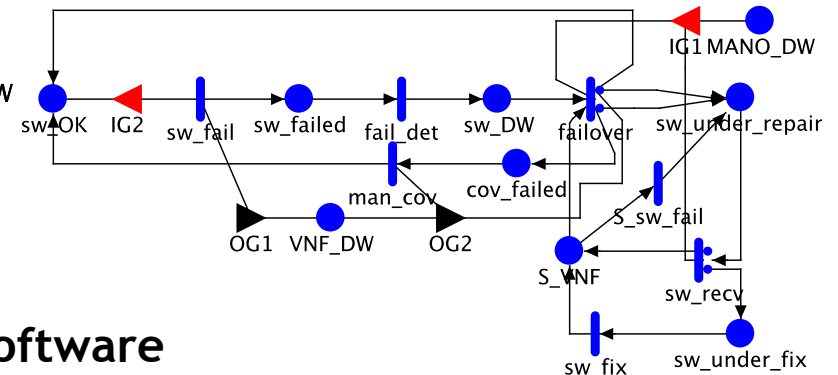 IG1 MANO_DW
W
sw_OK IG2 sw_fail sw_failed fail_det sw_DW failover sw_under_repair
man_cov cov_failed
S_sw_fail
OG1 VNF_DW OG2
S_VNF
sw_recv
oftware
sw_fix sw_under_fix